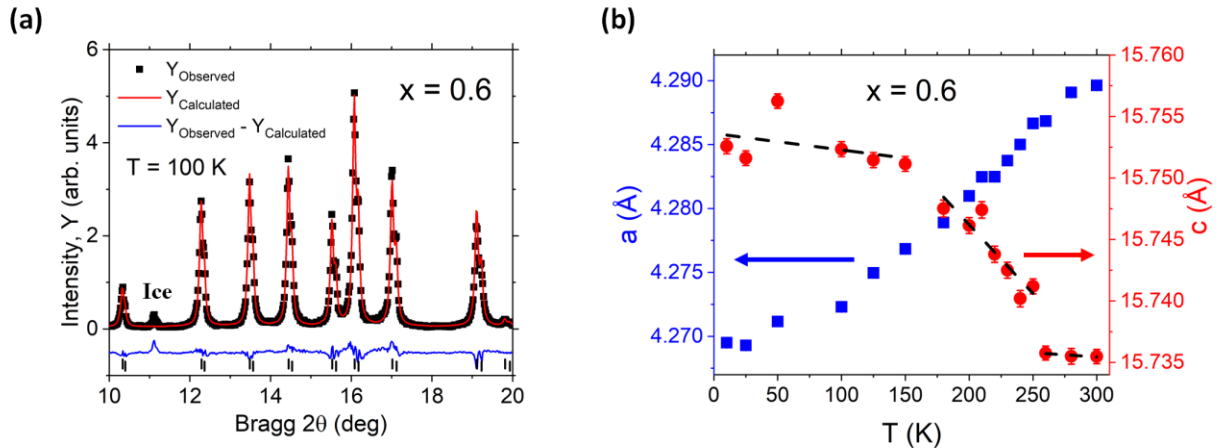 (a)
6
4
2
0
Intensity, Y (arb. units)
Y_Observed
Y_Calculated
Y_Observed - Y_Calculated
T = 100 K
x = 0.6
Ice
10 12 14 16 18 20
Bragg 2θ (deg)
(b)
4.290
4.285
4.280
4.275
4.270
a (Å)
x = 0.6
15.760
15.755
15.750
15.745
15.740
15.735
c (Å)
0 50 100 150 200 250 300
T (K)